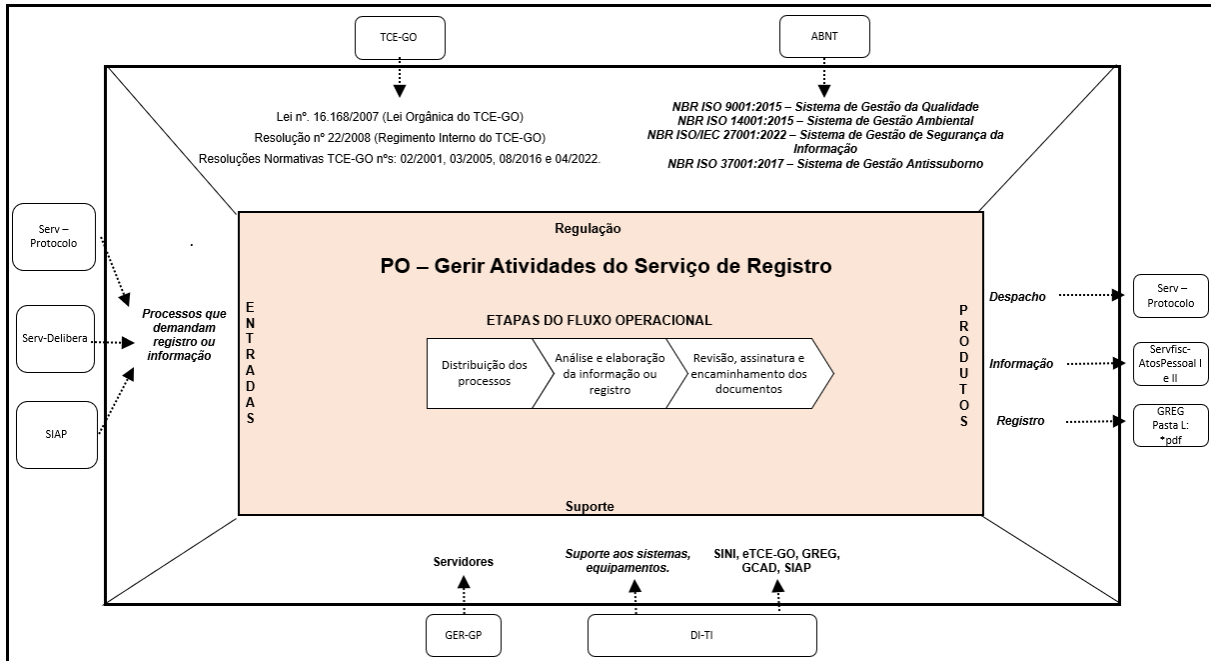 TCE-GO
ABNT
Lei nº. 16.168/2007 (Lei Orgânica do TCE-GO)
Resolução nº 22/2008 (Regimento Interno do TCE-GO)
Resoluções Normativas TCE-GO nºs: 02/2001, 03/2005, 08/2016 e 04/2022.
NBR ISO 9001:2015 – Sistema de Gestão da Qualidade
NBR ISO 14001:2015 – Sistema de Gestão Ambiental
NBR ISO/IEC 27001:2022 – Sistema de Gestão de Segurança da
Informação
NBR ISO 37001:2017 – Sistema de Gestão Antissuborno
Serv –
Protocolo
Serv-Delibera
SIAP
Processos que
demandam
registro ou
informação
ENTRADAS
Regulação
PO – Gerir Atividades do Serviço de Registro
ETAPAS DO FLUXO OPERACIONAL
Distribuição dos
processos
Análise e elaboração
da informação ou
registro
Revisão, assinatura e
encaminhamento dos
documentos
Suporte
PRODUTOS
Despacho
Serv –
Protocolo
Informação
Servfisc-
AtosPessoal I
e II
Registro
GREG
Pasta L:
*pdf
Servidores
Suporte aos sistemas,
equipamentos.
SINI, eTCE-GO, GREG,
GCAD, SIAP
GER-GP
DI-TI